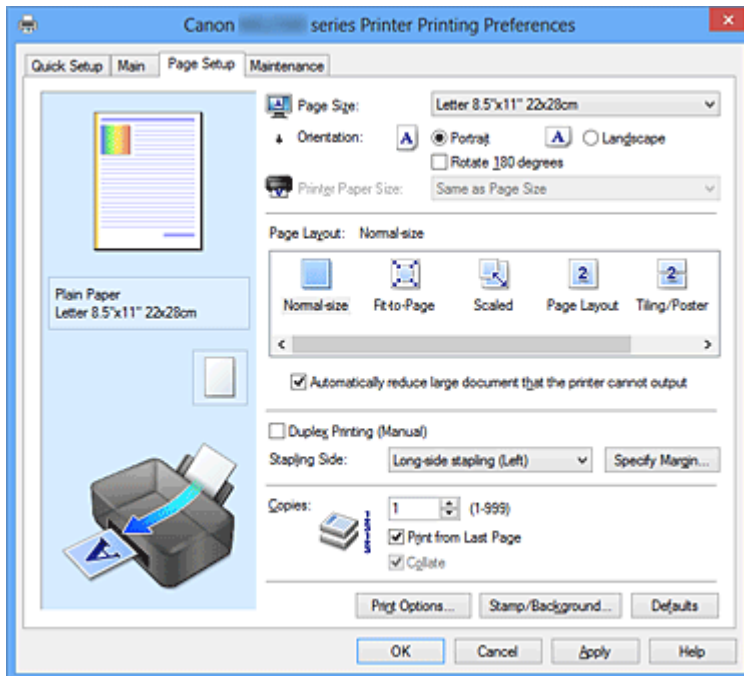 Canon series Printer Printing Preferences
Quick Setup Main Page Setup Maintenance
Page Size: Letter 8.5"x11" 22x28cm
Orientation: A Portrait A Landscape
Rotate 180 degrees
Printer Paper Size: Same as Page Size
Page Layout: Normal-size
2 2
Normal-size Fit-to-Page Scaled Page Layout Tiling/Poster
Plain Paper
Letter 8.5"x11" 22x28cm
Automatically reduce large document that the printer cannot output
Duplex Printing (Manual)
Stapling Side: Long-side stapling (Left) Specify Margin...
Copies: 1 (1-999)
Print from Last Page
Collate
A
Print Options... Stamp/Background... Defaults
OK Cancel Apply Help